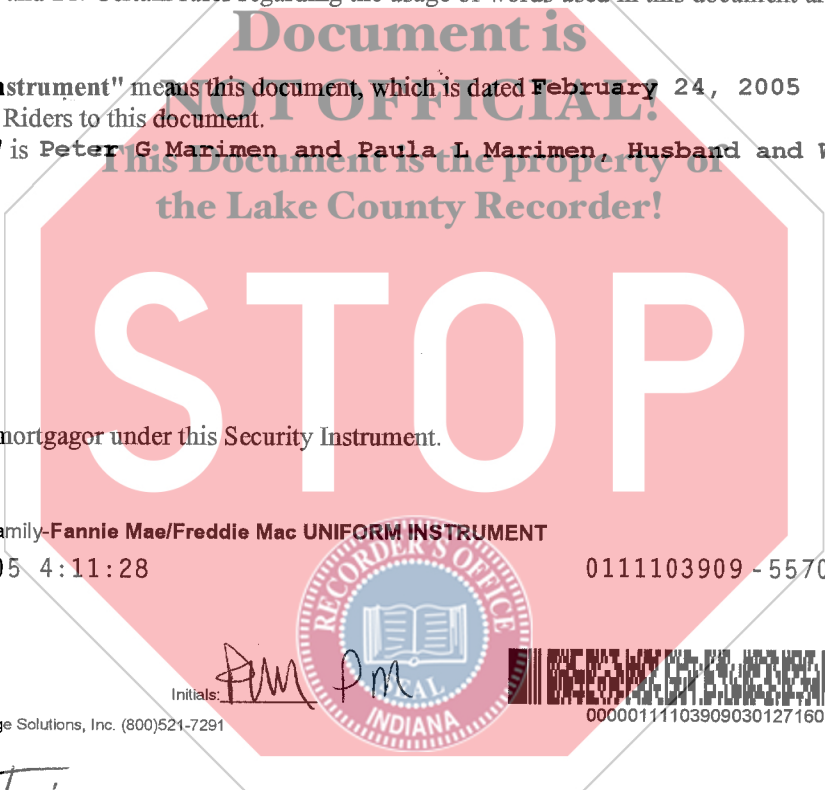 Document is
nstrument" means this document, which is dated February 24, 2005
NOT OFFICIAL!
Riders to this document.
is Peter G Marimen and Paula L Marimen, Husband and W
This Document is the property of
the Lake County Recorder!
STOP
mortgagor under this Security Instrument.
amily-Fannie Mae/Freddie Mac UNIFORM INSTRUMENT
05 4:11:28 0111103909-5570
RECORDER'S OFFICE
SEAL
INDIANA
Initials: PLM PM
ge Solutions, Inc. (800)521-7291
00000111103909030127160